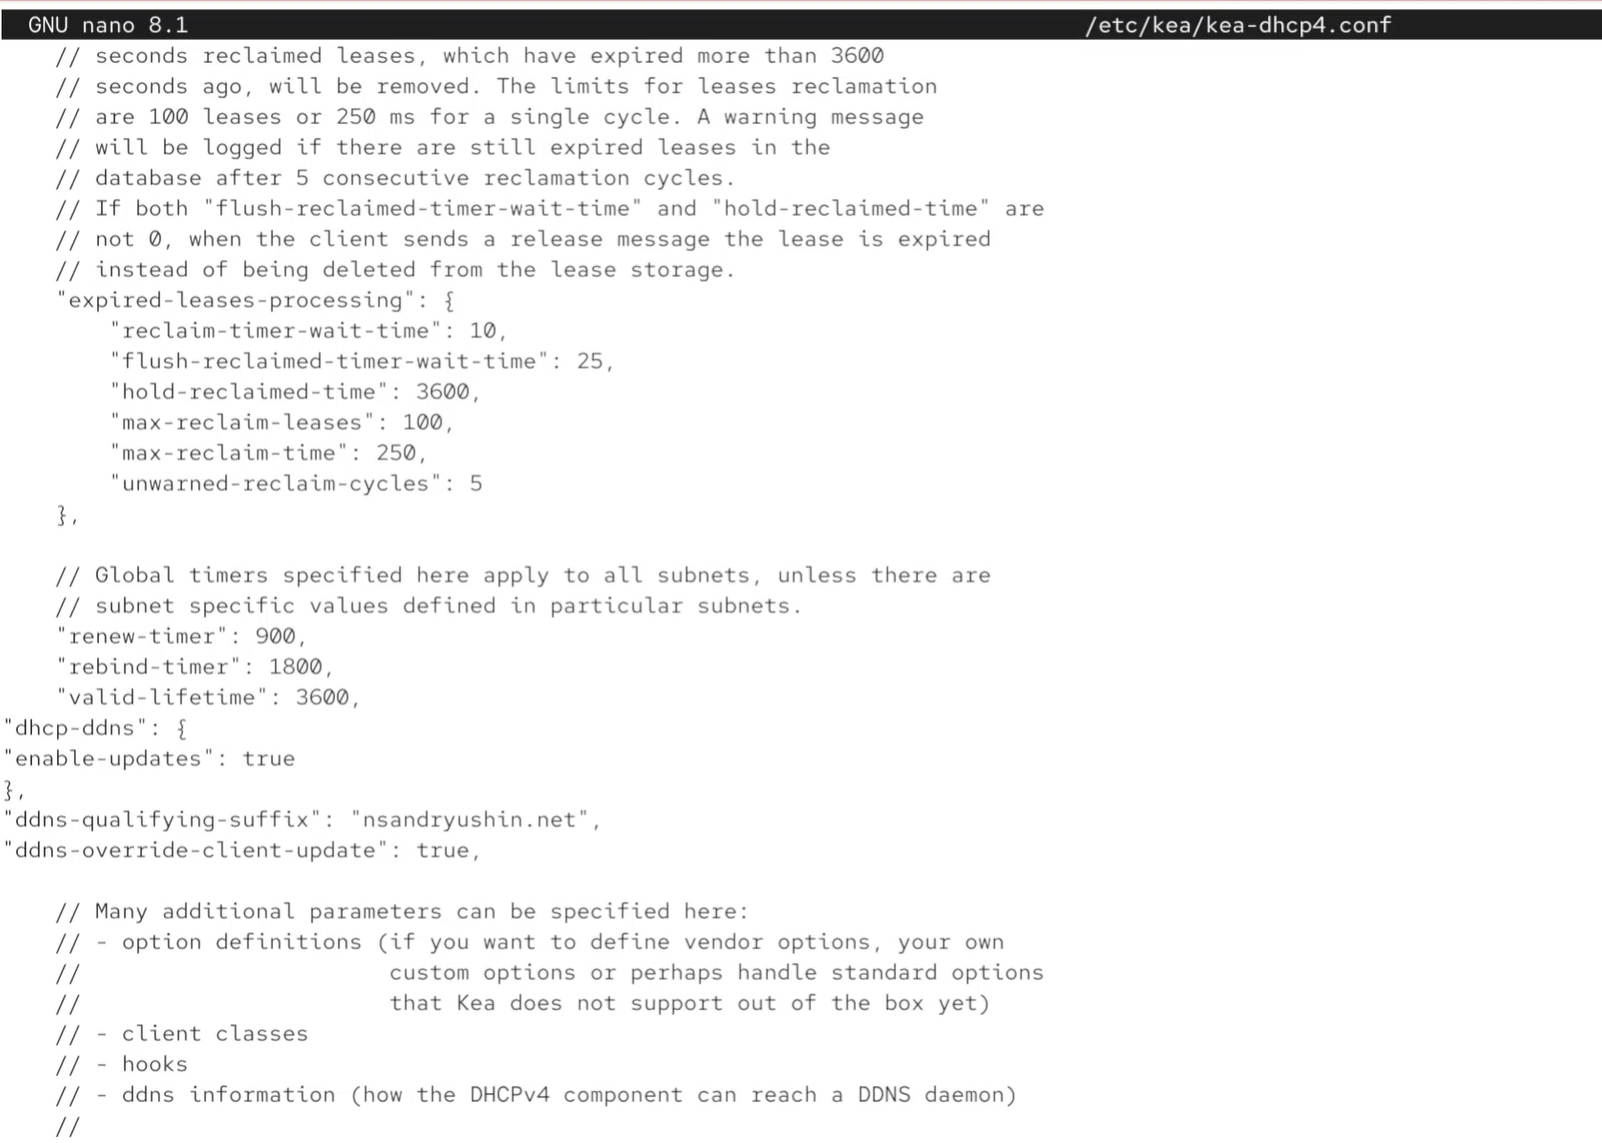 GNU nano 8.1 /etc/kea/kea-dhcp4.conf
// seconds reclaimed leases, which have expired more than 3600
// seconds ago, will be removed. The limits for leases reclamation
// are 100 leases or 250 ms for a single cycle. A warning message
// will be logged if there are still expired leases in the
// database after 5 consecutive reclamation cycles.
// If both "flush-reclaimed-timer-wait-time" and "hold-reclaimed-time" are
// not 0, when the client sends a release message the lease is expired
// instead of being deleted from the lease storage.
"expired-leases-processing": {
"reclaim-timer-wait-time": 10,
"flush-reclaimed-timer-wait-time": 25,
"hold-reclaimed-time": 3600,
"max-reclaim-leases": 100,
"max-reclaim-time": 250,
"unwarned-reclaim-cycles": 5
},
// Global timers specified here apply to all subnets, unless there are
// subnet specific values defined in particular subnets.
"renew-timer": 900,
"rebind-timer": 1800,
"valid-lifetime": 3600,
"dhcp-ddns": {
"enable-updates": true
},
"ddns-qualifying-suffix": "nsandryushin.net",
"ddns-override-client-update": true,
// Many additional parameters can be specified here:
// - option definitions (if you want to define vendor options, your own
// custom options or perhaps handle standard options
// that Kea does not support out of the box yet)
// - client classes
// - hooks
// - ddns information (how the DHCPv4 component can reach a DDNS daemon)
//